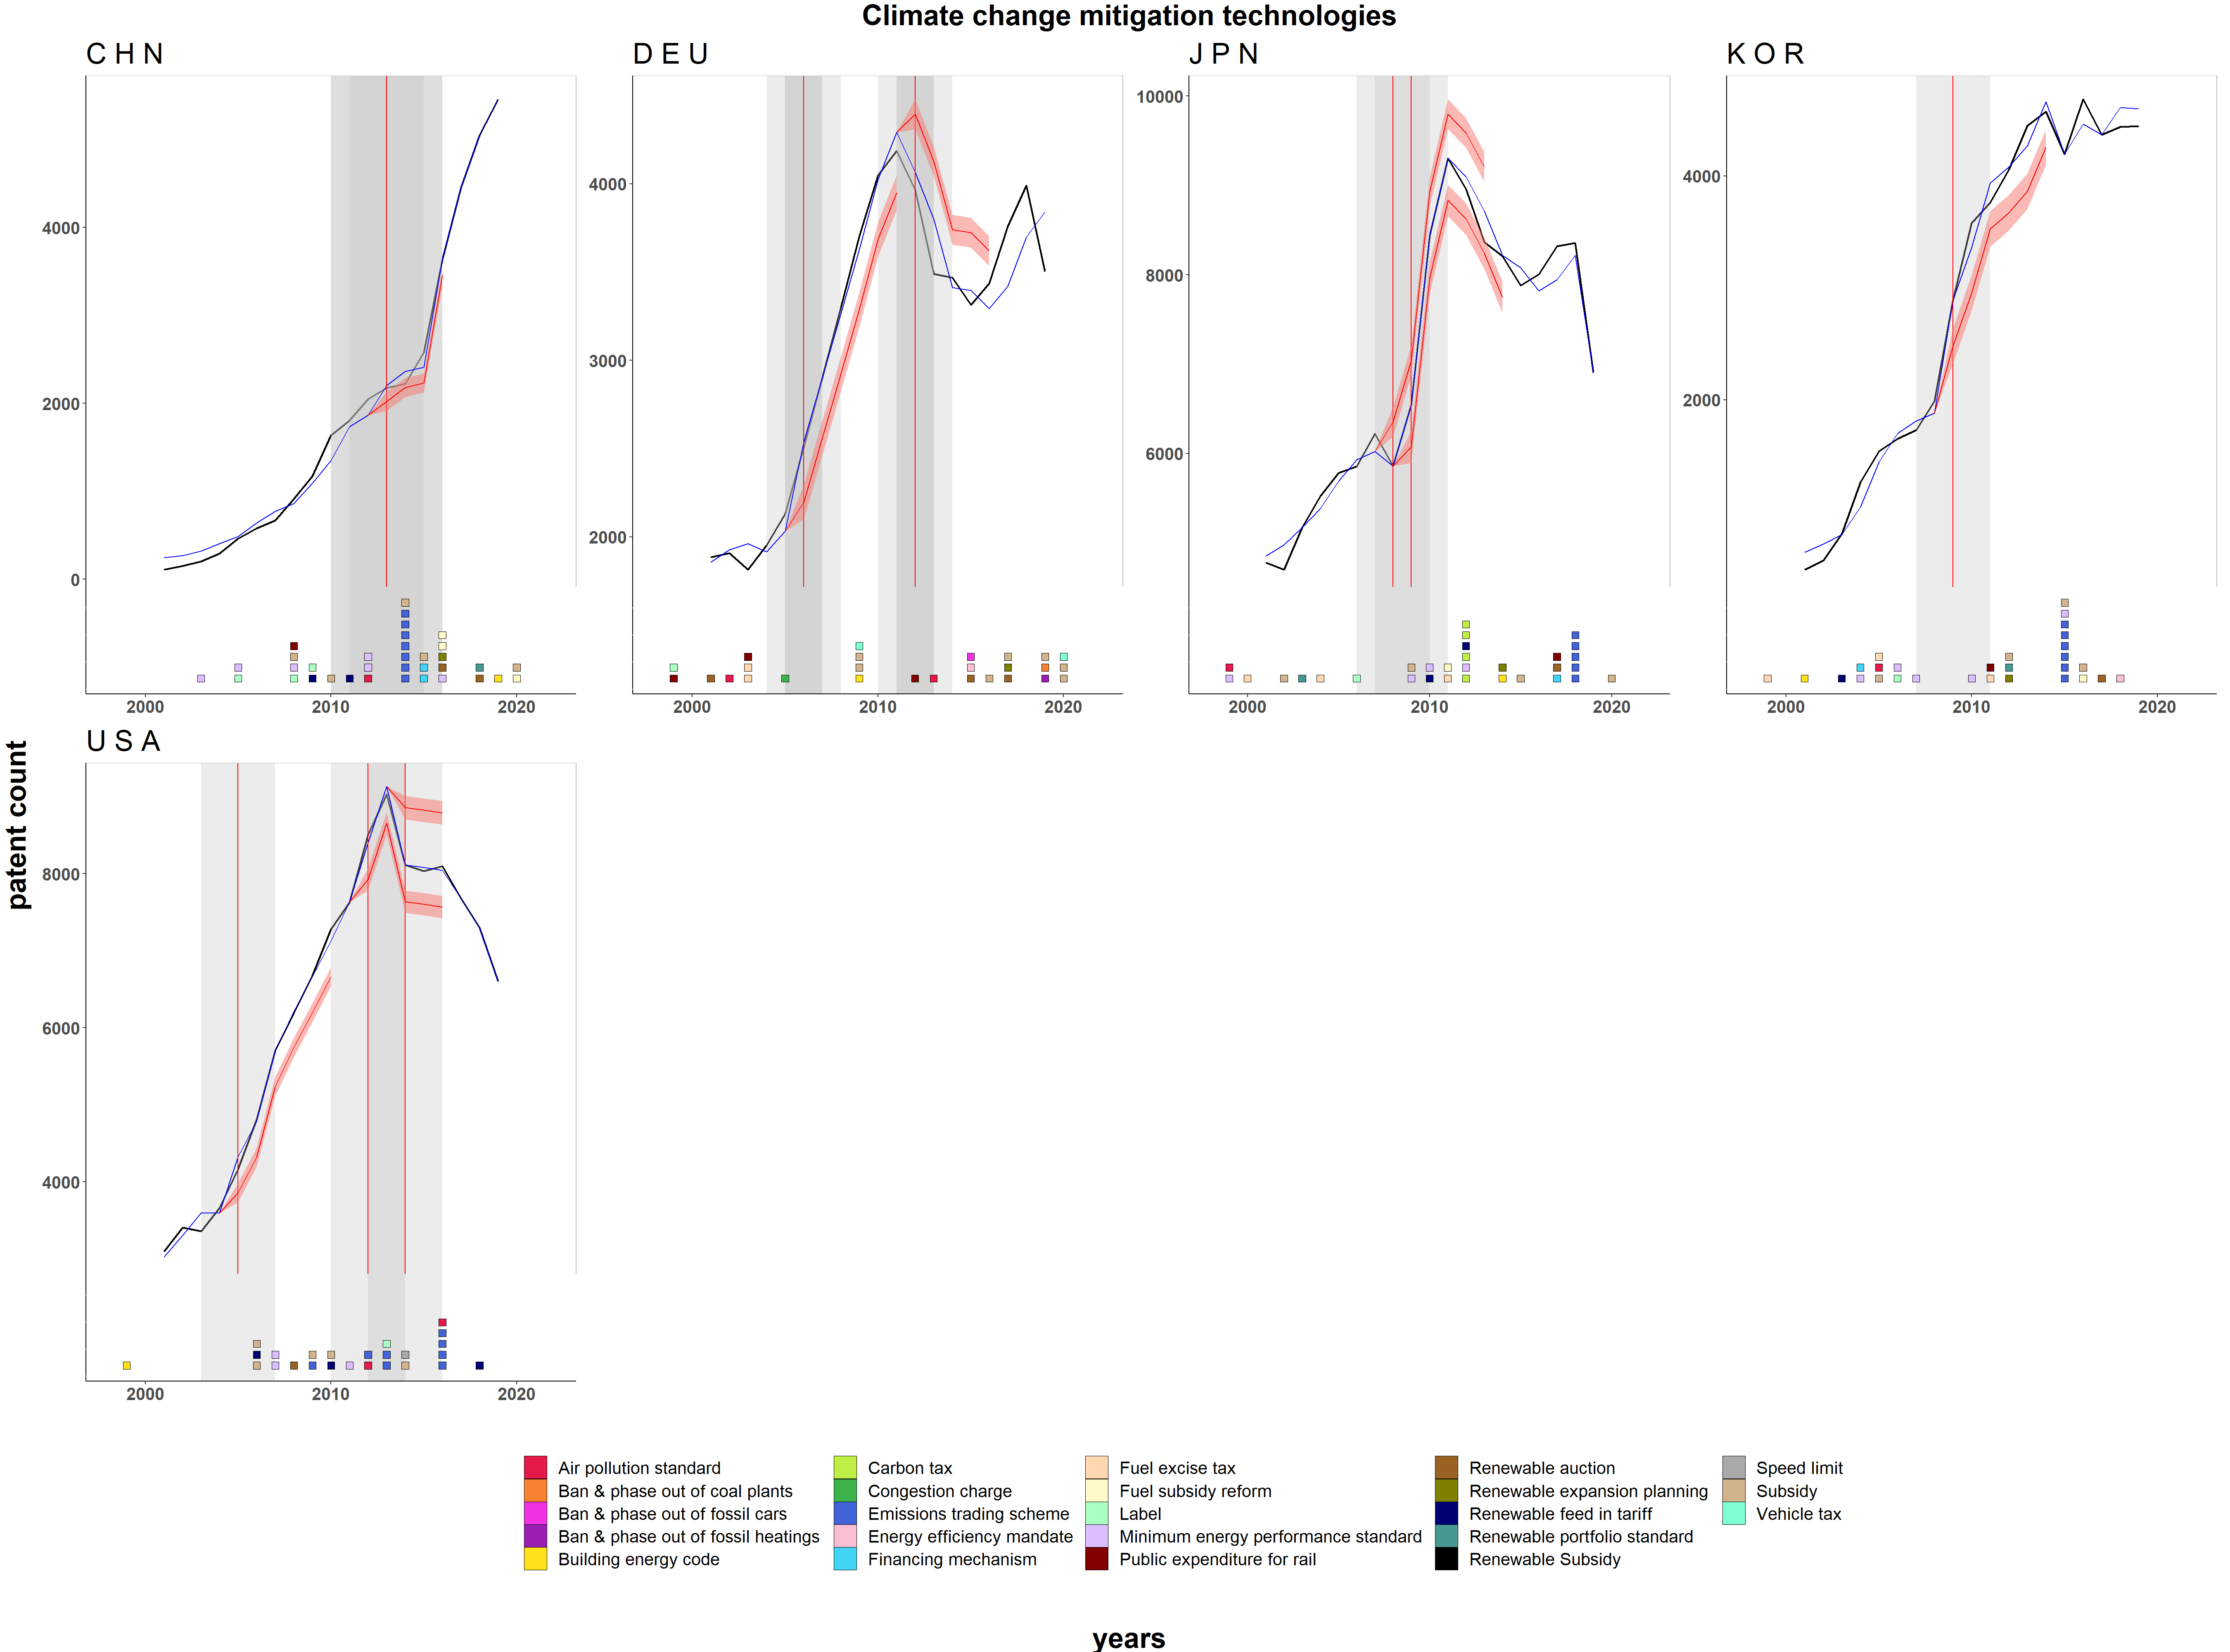 Climate change mitigation technologies
C H N
D E U
J P N
K O R
4000
2000
0
2000 2010 2020
4000
3000
2000
2000 2010 2020
10000
8000
6000
2000 2010 2020
4000
2000
2000 2010 2020
U S A
patent count
8000
6000
4000
2000 2010 2020
Air pollution standard
Ban & phase out of coal plants
Ban & phase out of fossil cars
Ban & phase out of fossil heatings
Building energy code
Carbon tax
Congestion charge
Emissions trading scheme
Energy efficiency mandate
Financing mechanism
Fuel excise tax
Fuel subsidy reform
Label
Minimum energy performance standard
Public expenditure for rail
Renewable auction
Renewable expansion planning
Renewable feed in tariff
Renewable portfolio standard
Renewable Subsidy
Speed limit
Subsidy
Vehicle tax
years